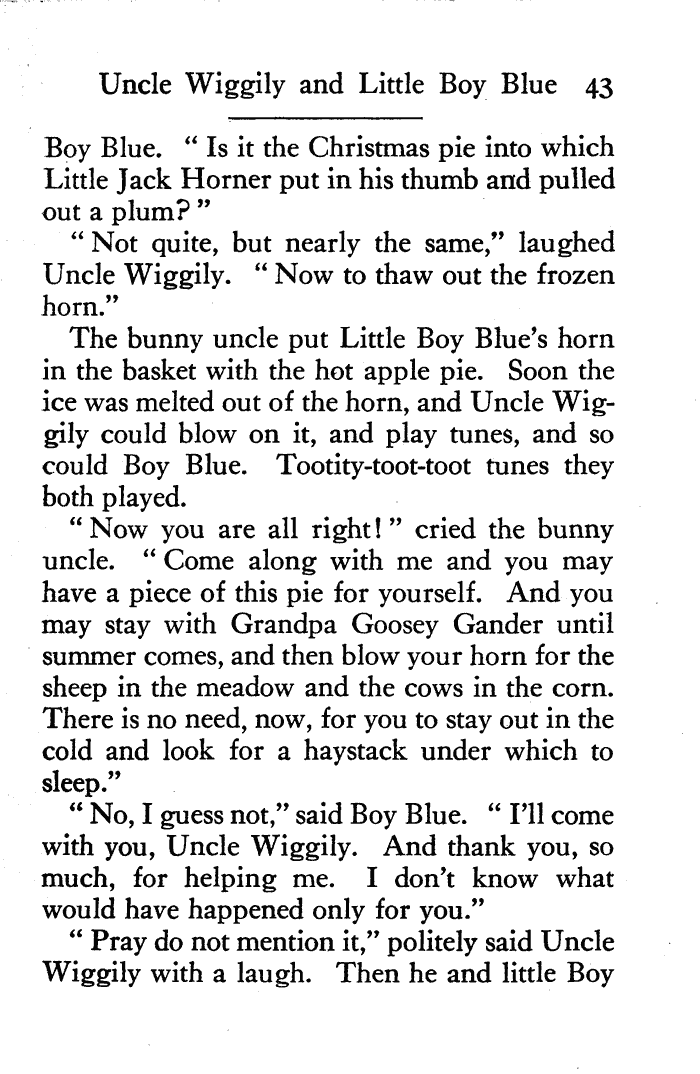 Uncle Wiggily and Little Boy Blue 43
Boy Blue. “ Is it the Christmas pie into which
Little Jack Horner put in his thumb and pulled
out a plum? ”
“ Not quite, but nearly the same,” laughed
Uncle Wiggily. “ Now to thaw out the frozen
horn.”
The bunny uncle put Little Boy Blue’s horn
in the basket with the hot apple pie. Soon the
ice was melted out of the horn, and Uncle Wig-
gily could blow on it, and play tunes, and so
could Boy Blue. Tootity-toot-toot tunes they
both played.
“ Now you are all right! ” cried the bunny
uncle. “ Come along with me and you may
have a piece of this pie for yourself. And you
may stay with Grandpa Goosey Gander until
summer comes, and then blow your horn for the
sheep in the meadow and the cows in the corn.
There is no need, now, for you to stay out in the
cold and look for a haystack under which to
sleep.”
“ No, I guess not,” said Boy Blue. “ I’ll come
with you, Uncle Wiggily. And thank you, so
much, for helping me. I don’t know what
would have happened only for you.”
“ Pray do not mention it,” politely said Uncle
Wiggily with a laugh. Then he and little Boy